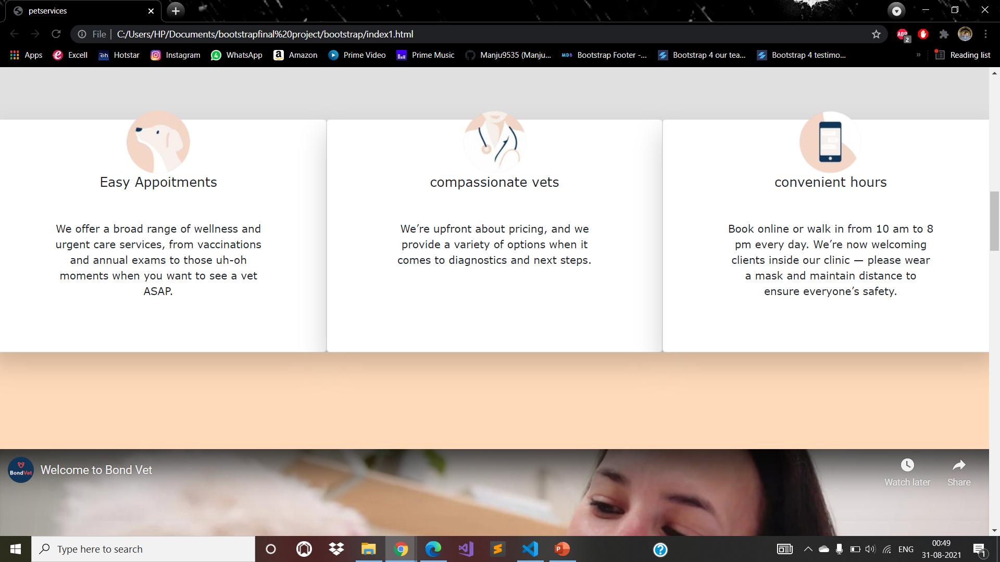 petservices
File
C:/Users/HP/Documents/bootstrapfinal%20project/bootstrap/index1.html
ABP
2
Apps
Excell
Hotstar
Instagram
4
WhatsApp
Amazon
Prime Video
Prime Music
Manju9535 (Manju...
MDB
Bootstrap Footer -...
Bootstrap 4 our tea...
Bootstrap 4 testimo...
»
Reading list
Easy Appoitments
We offer a broad range of wellness and
urgent care services, from vaccinations
and annual exams to those uh-oh
moments when you want to see a vet
ASAP.
compassionate vets
We’re upfront about pricing, and we
provide a variety of options when it
comes to diagnostics and next steps.
convenient hours
Book online or walk in from 10 am to 8
pm every day. We’re now welcoming
clients inside our clinic — please wear
a mask and maintain distance to
ensure everyone’s safety.
BondVet
Welcome to Bond Vet
Watch later
Share
Type here to search
ENG
00:49
31-08-2021
1